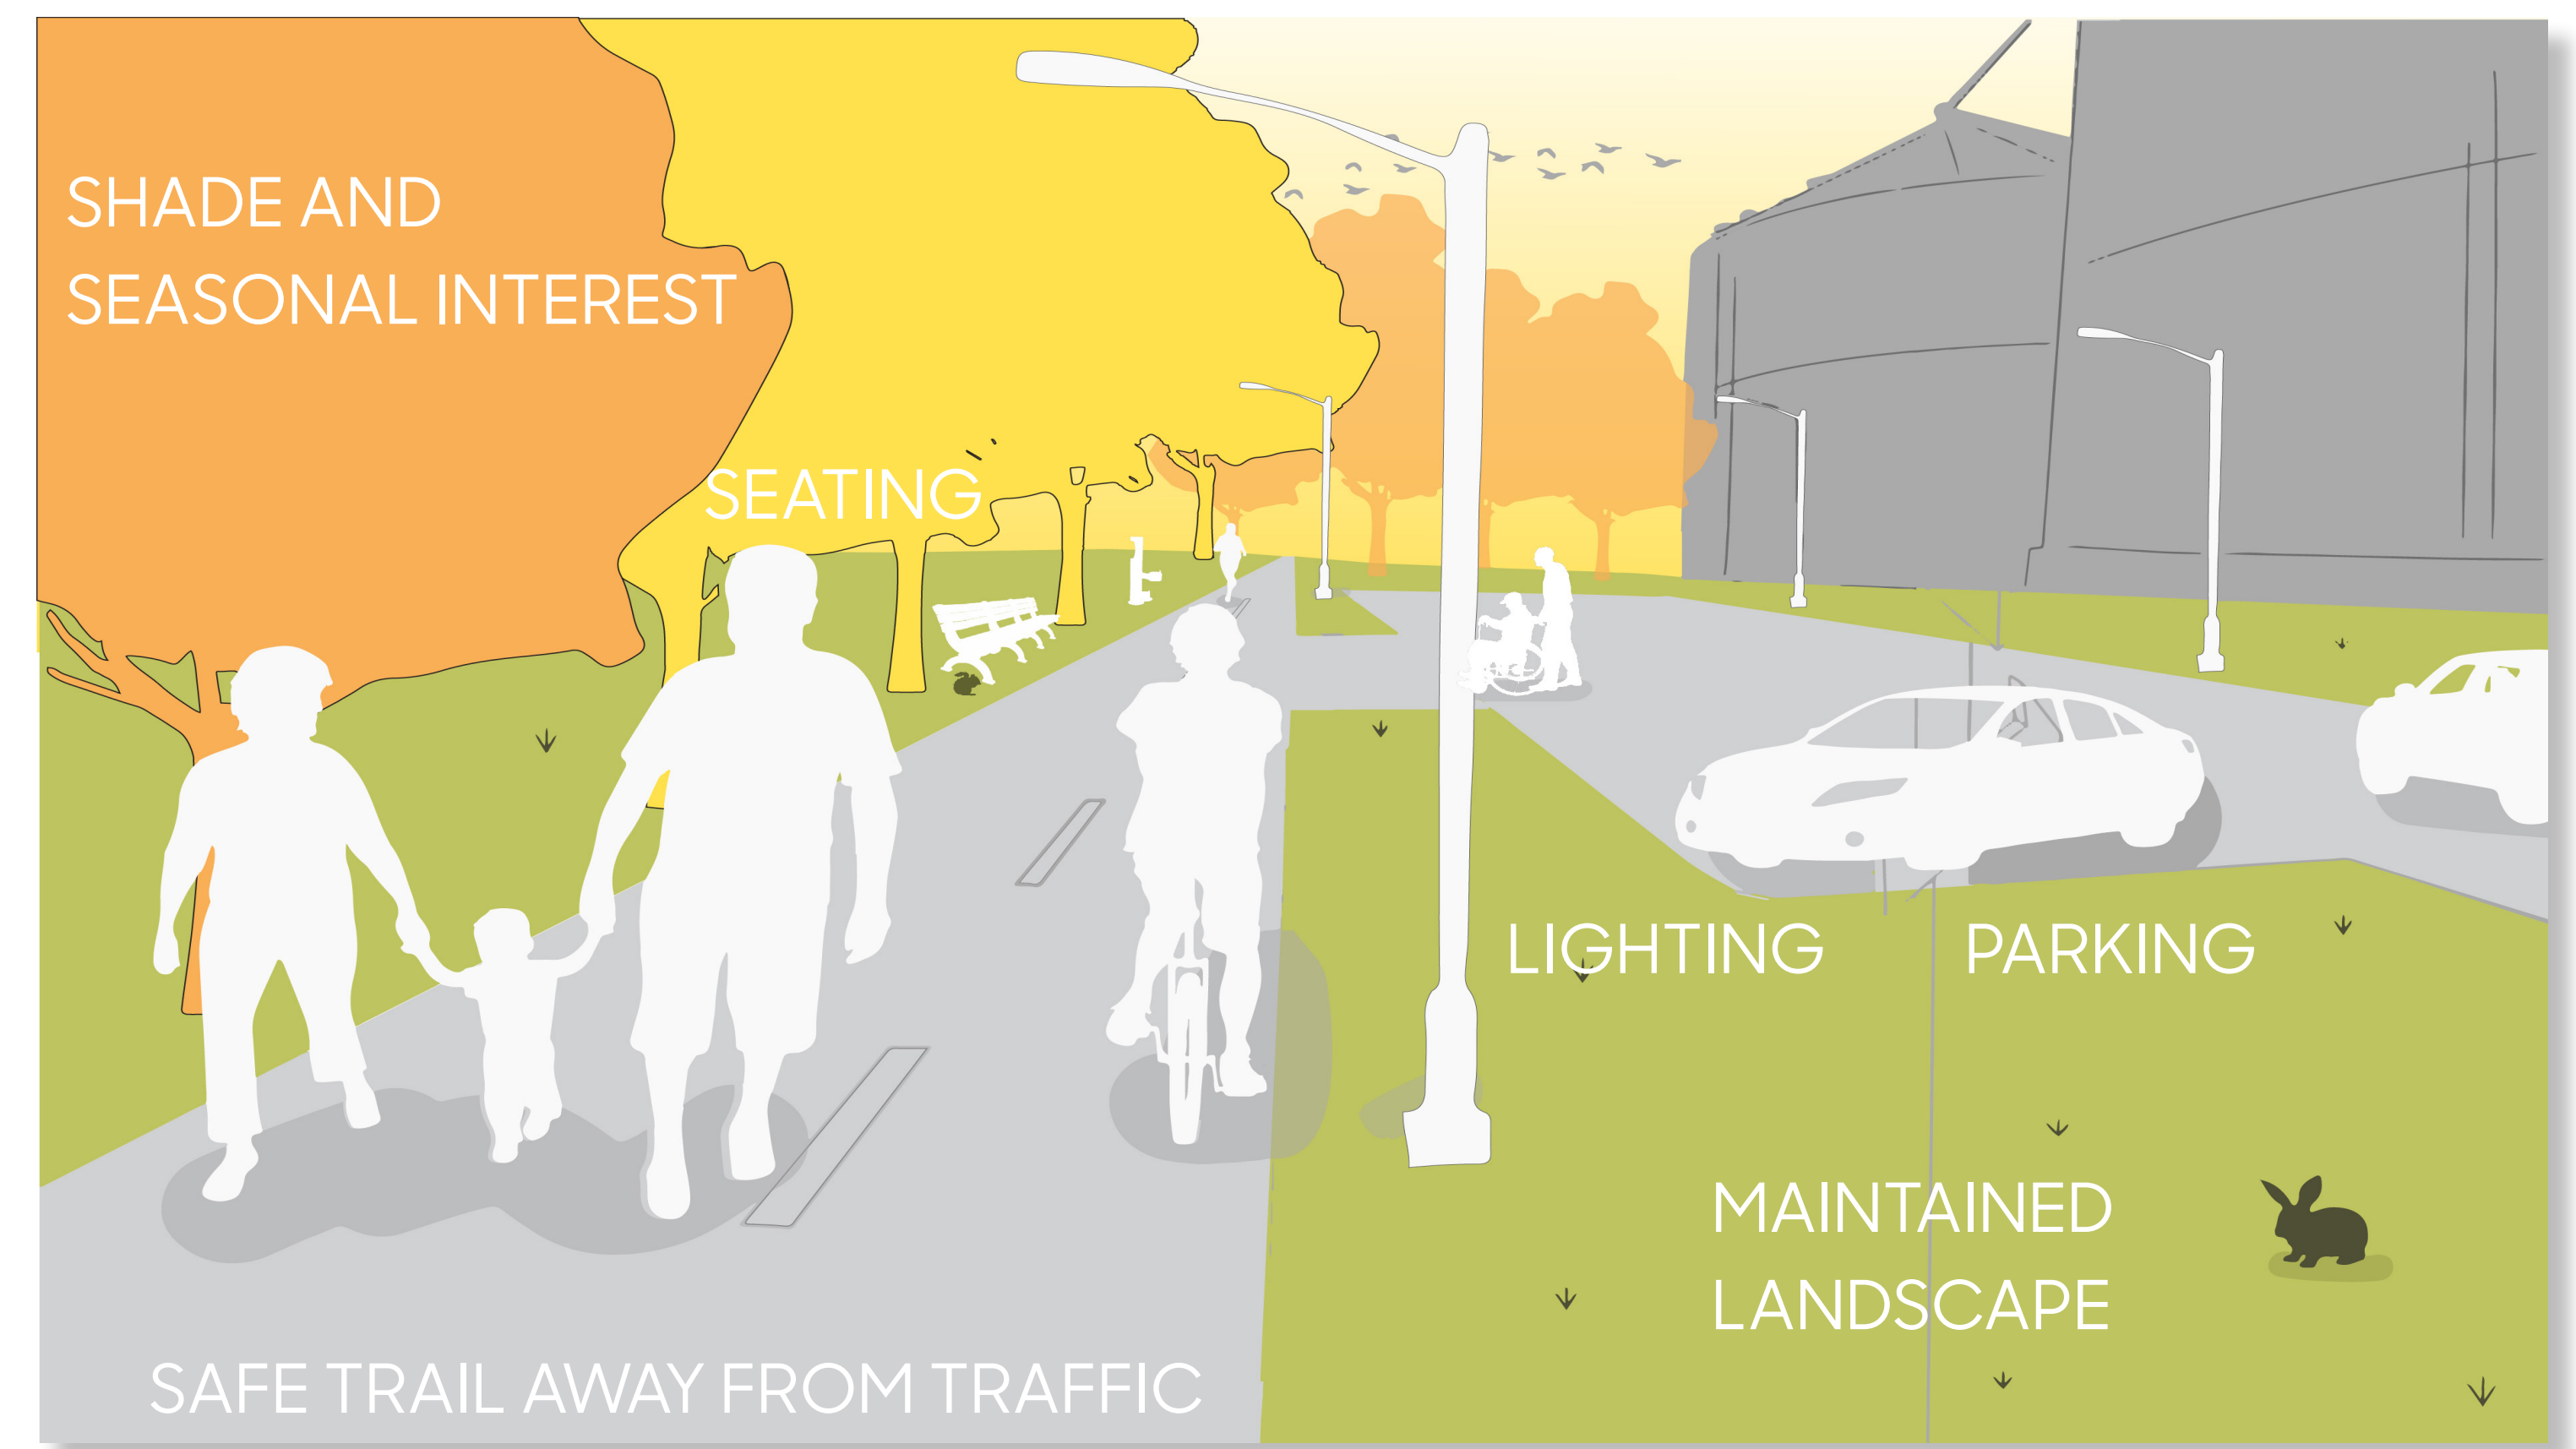 SHADE AND
SEASONAL INTEREST
SEATING
LIGHTING
PARKING
MAINTAINED
LANDSCAPE
SAFE TRAIL AWAY FROM TRAFFIC